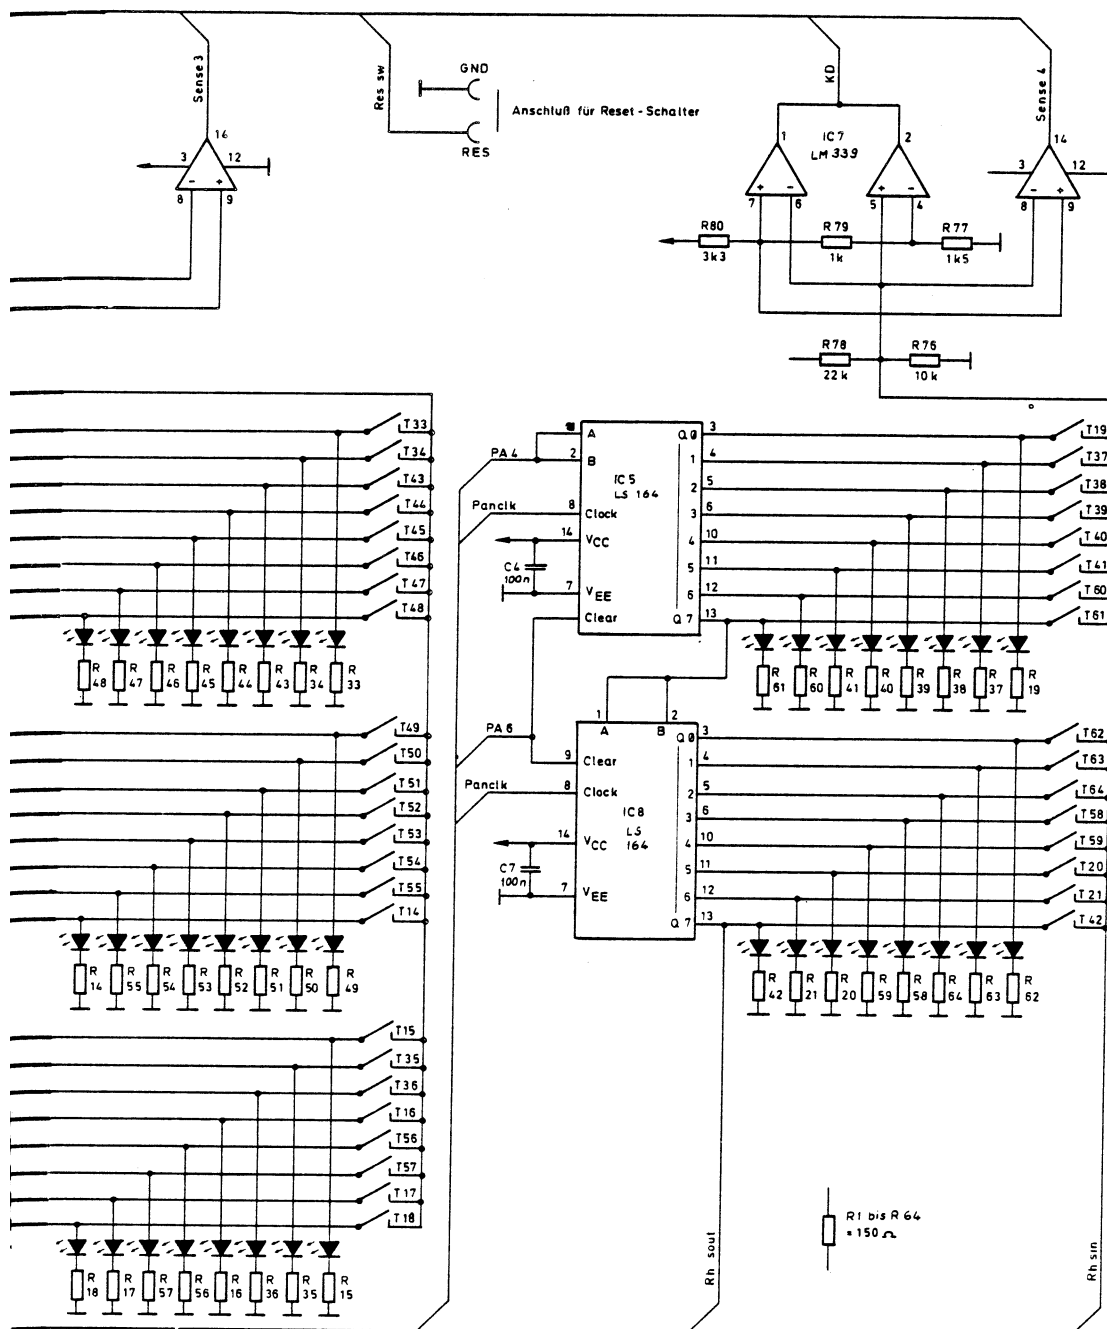 Sense 3
Res sw
GND
RES
Anschluß für Reset-Schalter
KD
Sense 4
16
3
12
-
+
8
9
1
IC7
LM 339
2
+
-
+
-
7
6
5
4
14
3
12
-
+
8
9
R80
3k3
R79
1k
R77
1k5
R78
22k
R76
10k
T33
T34
T43
T44
T45
T46
T47
T48
R 48
R 47
R 46
R 45
R 44
R 43
R 34
R 33
PA4
Panclk
2
8
14
7
C4
100n
A
B
Clock
VCC
VEE
Clear
IC5
LS 164
Q0
1
2
3
4
5
6
Q7
3
4
5
6
10
11
12
13
T19
T37
T38
T39
T40
T41
T60
T61
R 61
R 60
R 41
R 40
R 39
R 38
R 37
R 19
T49
T50
T51
T52
T53
T54
T55
T14
R 14
R 55
R 54
R 53
R 52
R 51
R 50
R 49
PA6
Panclk
1
2
9
8
14
7
C7
100n
A
B
Clear
Clock
VCC
VEE
IC8
LS
164
Q0
1
2
3
4
5
6
Q7
3
4
5
6
10
11
12
13
T62
T63
T64
T58
T59
T20
T21
T42
R 42
R 21
R 20
R 59
R 58
R 64
R 63
R 62
T15
T35
T36
T16
T56
T57
T17
T18
R 18
R 17
R 57
R 56
R 16
R 36
R 35
R 15
R1 bis R64
= 150 Ω
Rh sout
Rh sin